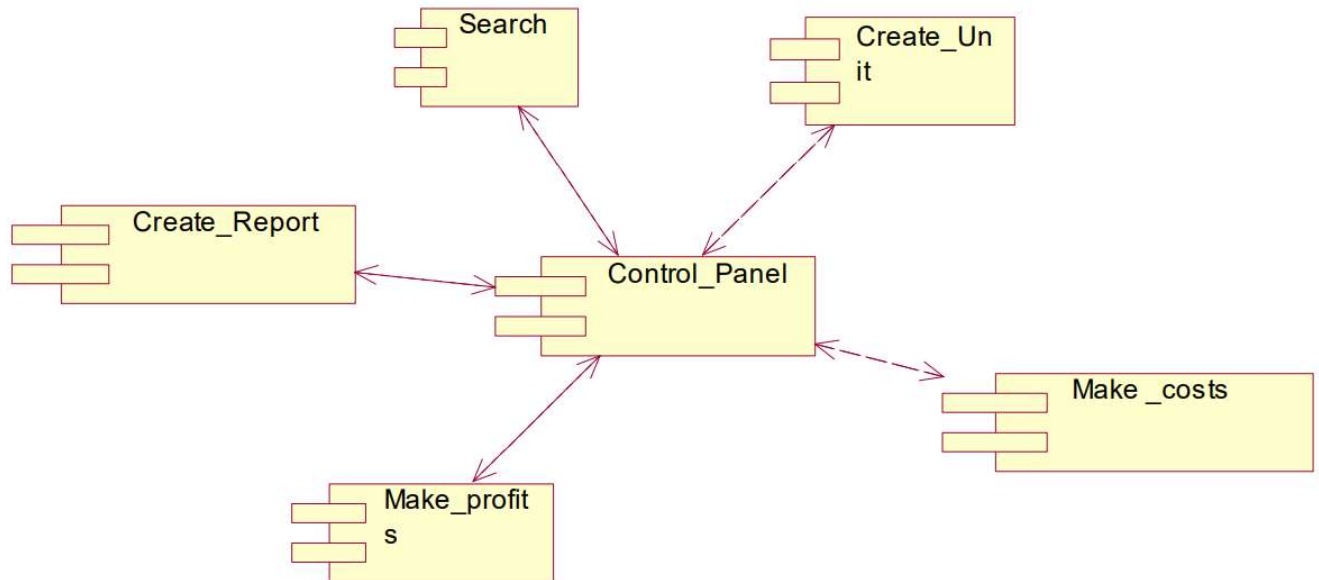 Search
Create_Un
it
Create_Report
Control_Panel
Make _costs
Make_profit
s